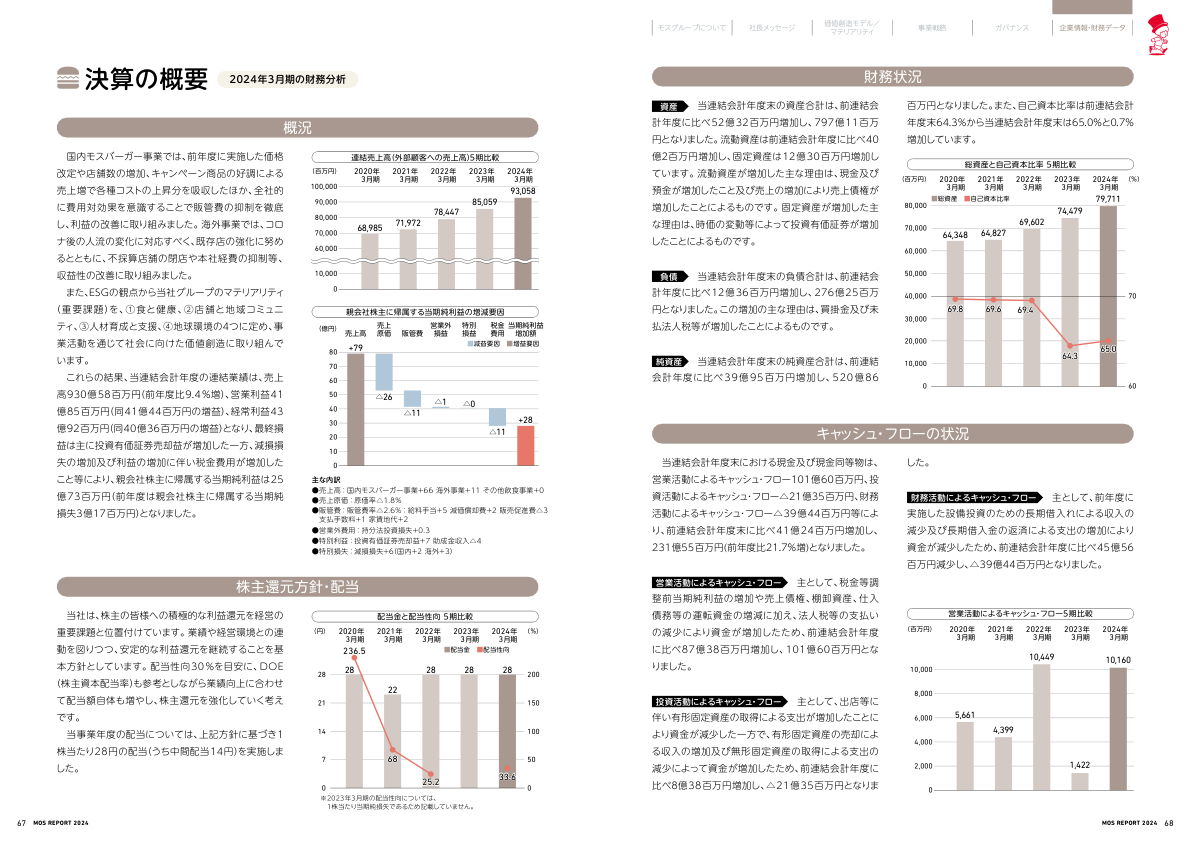 決算の概要 2024年3月期の財務分析
概況
国内モスバーガー事業では、前年度に実施した価格
改定や店舗数の増加、キャンペーン商品の好調による
売上増で各種コストの上昇分を吸収したほか、全社的
に費用対効果を意識することで販管費の抑制を徹底
し、利益の改善に取り組みました。海外事業では、コロ
ナ後の人流の変化に対応すべく、既存店の強化に努め
るとともに、不採算店舗の閉店や本社経費の抑制等、
収益性の改善に取り組みました。
また、ESGの観点から当社グループのマテリアリティ
(重要課題)を、①食と健康、②店舗と地域コミュニ
ティ、③人材育成と支援、④地球環境の4つに定め、事
業活動を通じて社会に向けた価値創造に取り組んで
います。
これらの結果、当連結会計年度の連結業績は、売上
高930億58百万円(前年度比9.4%増)、営業利益41
億85百万円(同41億44百万円の増益)、経常利益43
億92百万円(同40億36百万円の増益)となり、最終損
益は主に投資有価証券売却益が増加した一方、減損損
失の増加及び利益の増加に伴い税金費用が増加した
こと等により、親会社株主に帰属する当期純利益は25
億73百万円(前年度は親会社株主に帰属する当期純
損失3億17百万円)となりました。
連結売上高(外部顧客への売上高)5期比較
(百万円) 2020年3月期 2021年3月期 2022年3月期 2023年3月期 2024年3月期
100,000
90,000
80,000
70,000
60,000
10,000
0
68,985 71,972 78,447 85,059 93,058
親会社株主に帰属する当期純利益の増減要因
(億円) 売上高 売上原価 販管費 営業外損益 特別損益 税金費用 当期純利益増加額
減益要因 増益要因
80
70
60
50
40
30
20
10
0
+79 △26 △11 △1 △0 △11 +28
主な内訳
●売上高：国内モスバーガー事業+66 海外事業+11 その他飲食事業+0
●売上原価：原価率△1.8%
●販管費：販管費率△2.6%：給料手当+5 減価償却費+2 販売促進費△3
支払手数料+1 家賃地代+2
●営業外費用：持分法投資損失+0.3
●特別利益：投資有価証券売却益+7 助成金収入△4
●特別損失：減損損失+6(国内+2 海外+3)
株主還元方針・配当
当社は、株主の皆様への積極的な利益還元を経営の
重要課題と位置付けています。業績や経営環境との連
動を図りつつ、安定的な利益還元を継続することを基
本方針としています。配当性向30%を目安に、DOE
(株主資本配当率)も参考としながら業績向上に合わせ
て配当額自体も増やし、株主還元を強化していく考え
です。
当事業年度の配当については、上記方針に基づき1
株当たり28円の配当(うち中間配当14円)を実施しま
した。
配当金と配当性向 5期比較
(円) 2020年3月期 2021年3月期 2022年3月期 2023年3月期 2024年3月期 (%)
配当金 配当性向
28 21 14 7 0
200 150 100 50 0
28 22 28 28 28
236.5 68 25.2 33.6
※2023年3月期の配当性向については、
1株当たり当期純損失であるため記載していません。
67 MOS REPORT 2024
モスグループについて
社長メッセージ
価値創造モデル／
マテリアリティ
事業戦略
ガバナンス
企業情報・財務データ
財務状況
資産 当連結会計年度末の資産合計は、前連結会
計年度に比べ52億32百万円増加し、797億11百万
円となりました。流動資産は前連結会計年度に比べ40
億2百万円増加し、固定資産は12億30百万円増加し
ています。流動資産が増加した主な理由は、現金及び
預金が増加したこと及び売上の増加により売上債権が
増加したことによるものです。固定資産が増加した主
な理由は、時価の変動等によって投資有価証券が増加
したことによるものです。
負債 当連結会計年度末の負債合計は、前連結会
計年度に比べ12億36百万円増加し、276億25百万
円となりました。この増加の主な理由は、買掛金及び未
払法人税等が増加したことによるものです。
純資産 当連結会計年度末の純資産合計は、前連結
会計年度に比べ39億95百万円増加し、520億86
百万円となりました。また、自己資本比率は前連結会計
年度末64.3%から当連結会計年度末は65.0%と0.7%
増加しています。
総資産と自己資本比率 5期比較
(百万円) 2020年3月期 2021年3月期 2022年3月期 2023年3月期 2024年3月期 (%)
総資産 自己資本比率
80,000
70,000
60,000
50,000
40,000
30,000
20,000
10,000
0
70
60
64,348 64,827 69,602 74,479 79,711
69.8 69.6 69.4 64.3 65.0
キャッシュ・フローの状況
当連結会計年度末における現金及び現金同等物は、
営業活動によるキャッシュ・フロー101億60百万円、投
資活動によるキャッシュ・フロー△21億35百万円、財務
活動によるキャッシュ・フロー△39億44百万円等によ
り、前連結会計年度末に比べ41億24百万円増加し、
231億55百万円(前年度比21.7%増)となりました。
営業活動によるキャッシュ・フロー 主として、税金等調
整前当期純利益の増加や売上債権、棚卸資産、仕入
債務等の運転資金の増減に加え、法人税等の支払い
の減少により資金が増加したため、前連結会計年度
に比べ87億38百万円増加し、101億60百万円とな
りました。
投資活動によるキャッシュ・フロー 主として、出店等に
伴い有形固定資産の取得による支出が増加したことに
より資金が減少した一方で、有形固定資産の売却によ
る収入の増加及び無形固定資産の取得による支出の
減少によって資金が増加したため、前連結会計年度に
比べ8億38百万円増加し、△21億35百万円となりま
した。
財務活動によるキャッシュ・フロー 主として、前年度に
実施した設備投資のための長期借入れによる収入の
減少及び長期借入金の返済による支出の増加により
資金が減少したため、前連結会計年度に比べ45億56
百万円減少し、△39億44百万円となりました。
営業活動によるキャッシュ・フロー5期比較
(百万円) 2020年3月期 2021年3月期 2022年3月期 2023年3月期 2024年3月期
10,000
8,000
6,000
4,000
2,000
0
5,661 4,399 10,449 1,422 10,160
MOS REPORT 2024 68